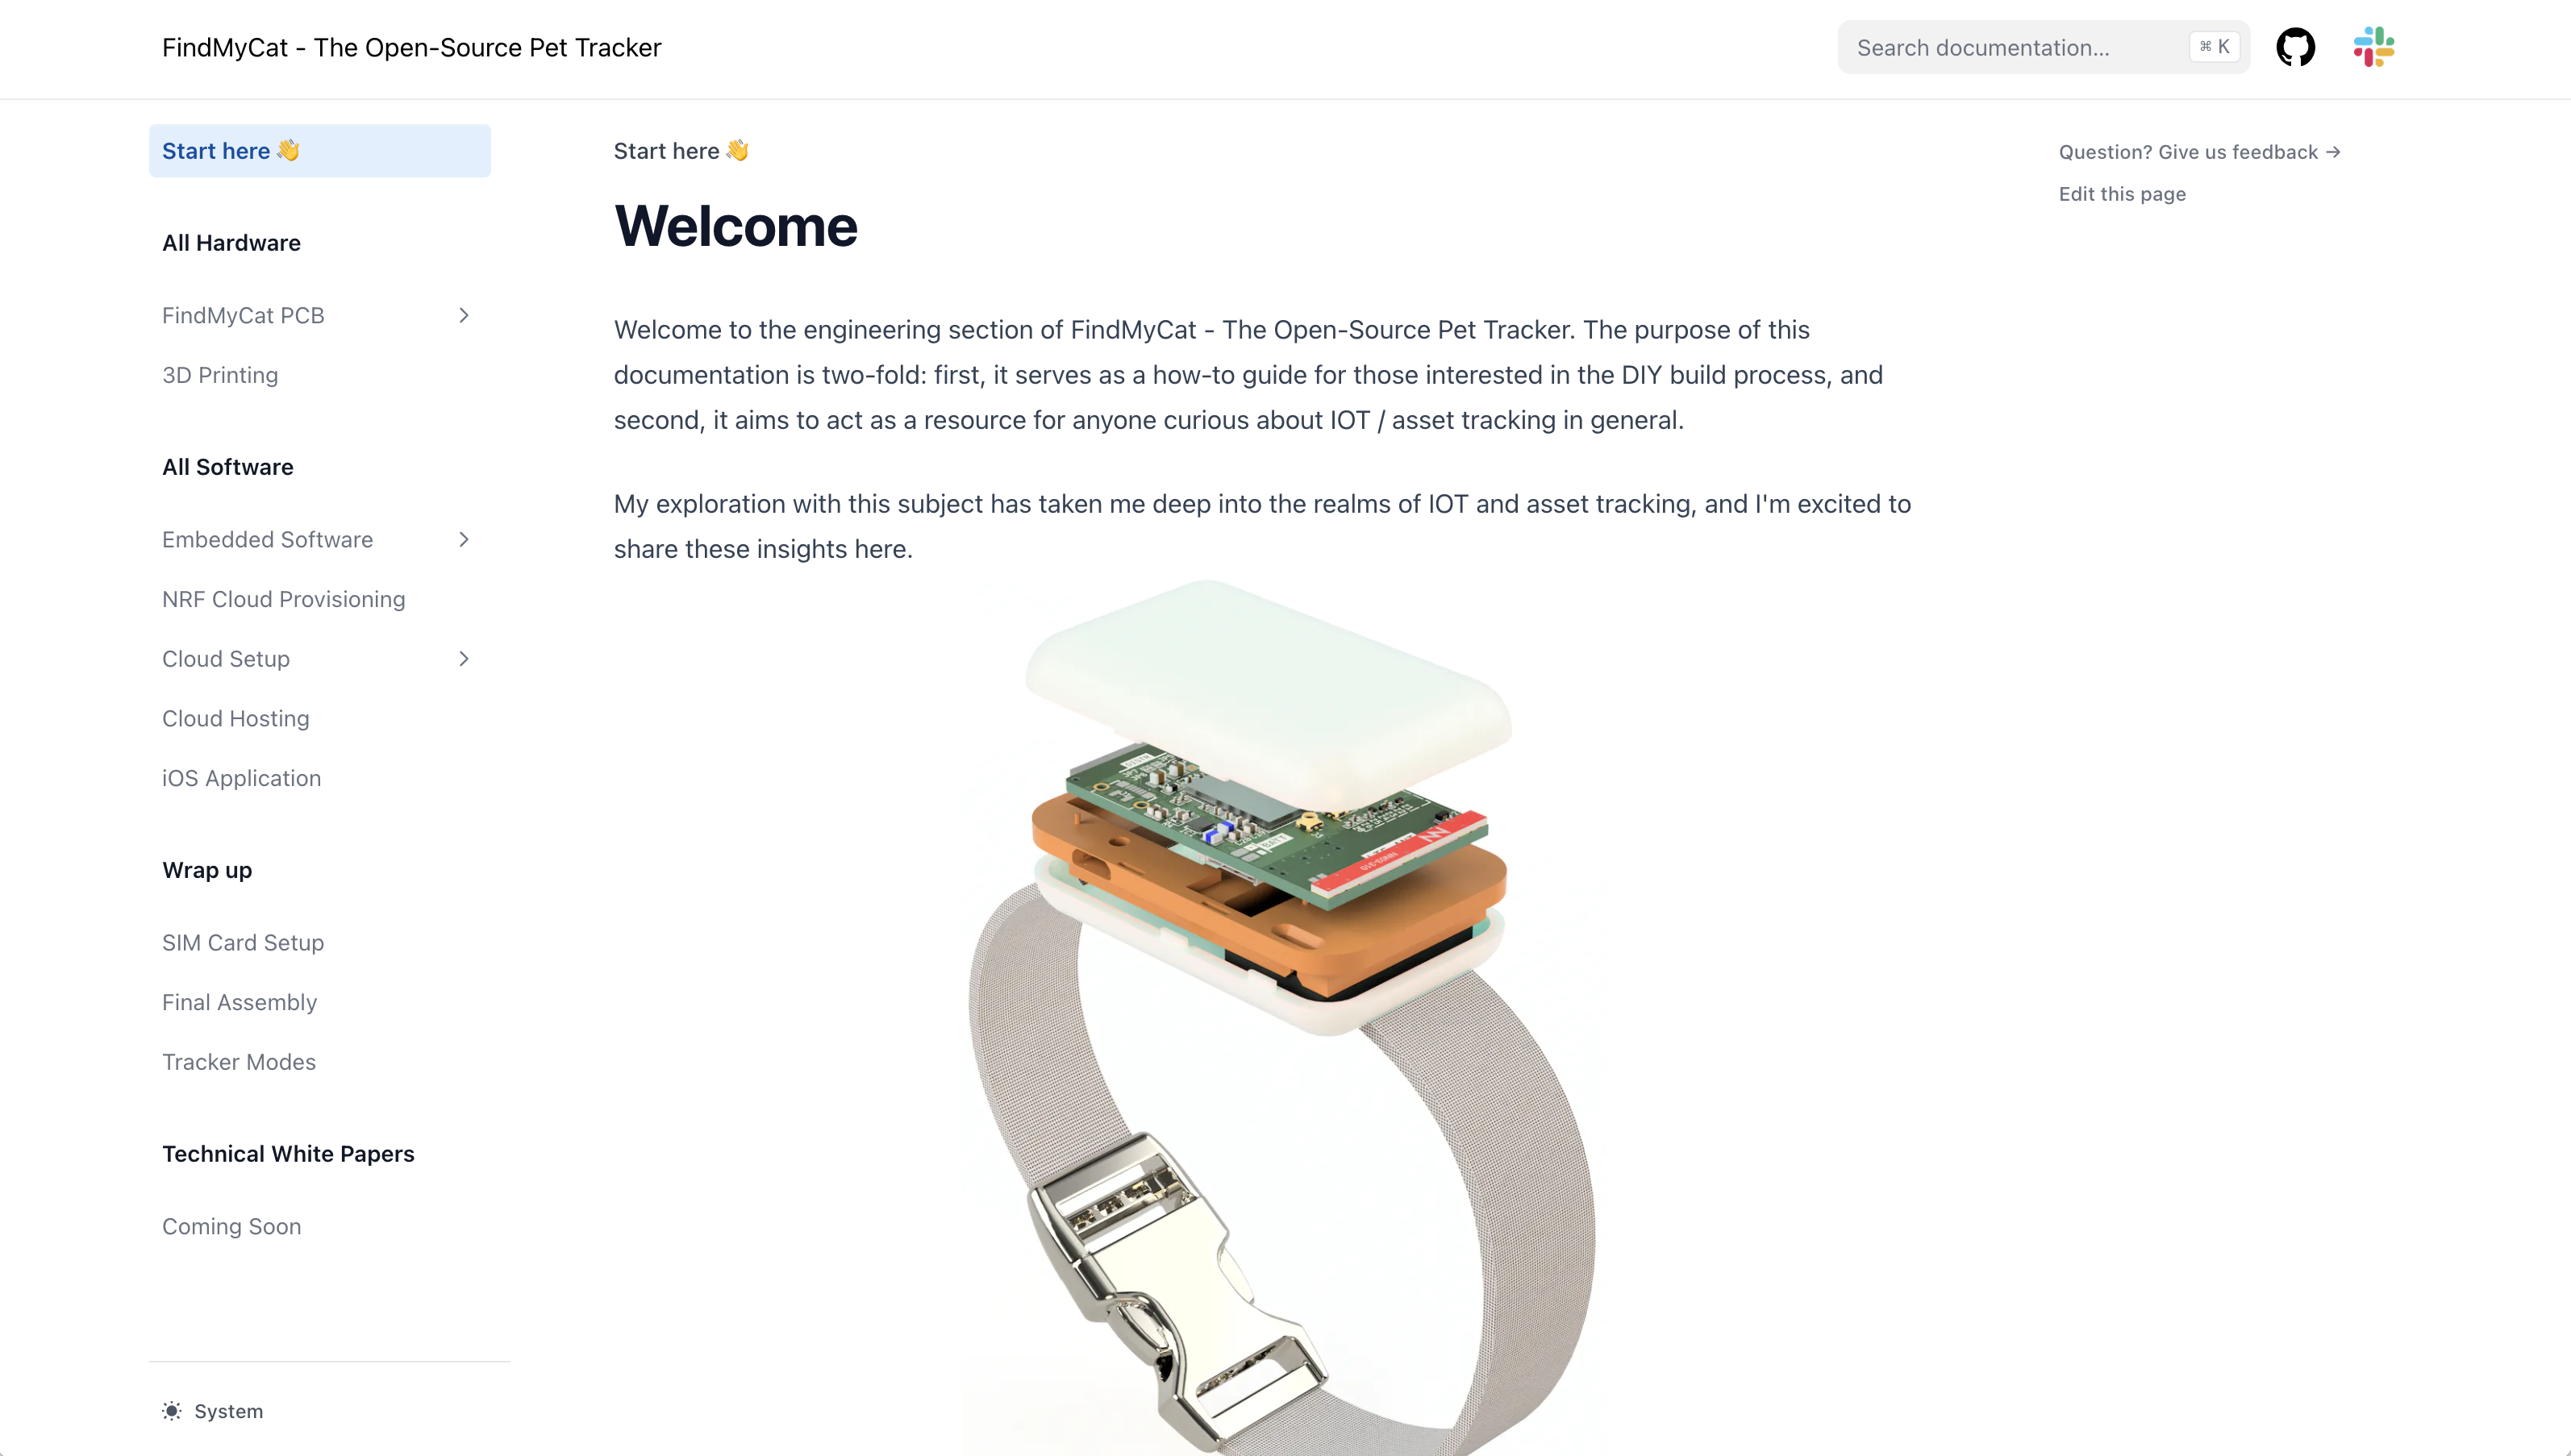 FindMyCat - The Open-Source Pet Tracker
Search documentation...
⌘ K
Start here 👋
All Hardware
FindMyCat PCB
3D Printing
All Software
Embedded Software
NRF Cloud Provisioning
Cloud Setup
Cloud Hosting
iOS Application
Wrap up
SIM Card Setup
Final Assembly
Tracker Modes
Technical White Papers
Coming Soon
System
Start here 👋
Welcome
Welcome to the engineering section of FindMyCat - The Open-Source Pet Tracker. The purpose of this
documentation is two-fold: first, it serves as a how-to guide for those interested in the DIY build process, and
second, it aims to act as a resource for anyone curious about IOT / asset tracking in general.
My exploration with this subject has taken me deep into the realms of IOT and asset tracking, and I'm excited to
share these insights here.
Question? Give us feedback →
Edit this page